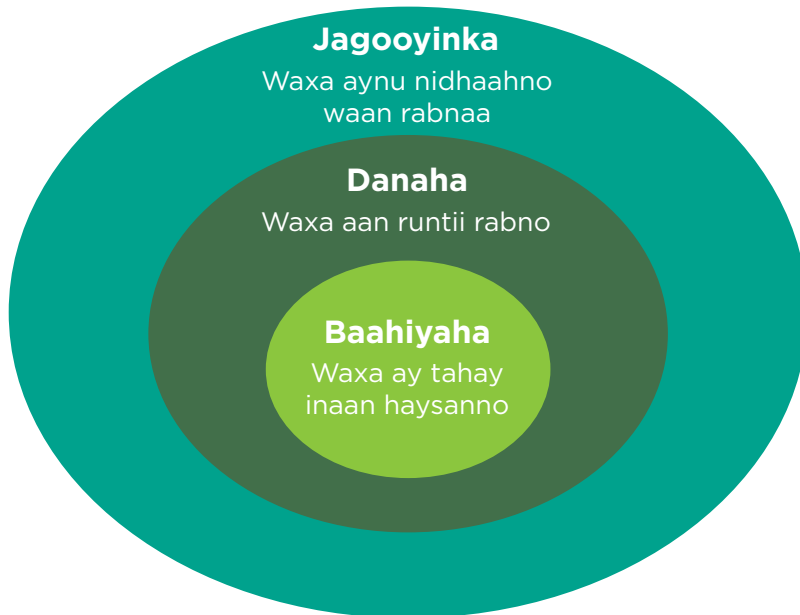 Jagooyinka
Waxa aynu nidhaahno
waan rabnaa
Danaha
Waxa aan runtii rabno
Baahiyaha
Waxa ay tahay
inaan haysanno